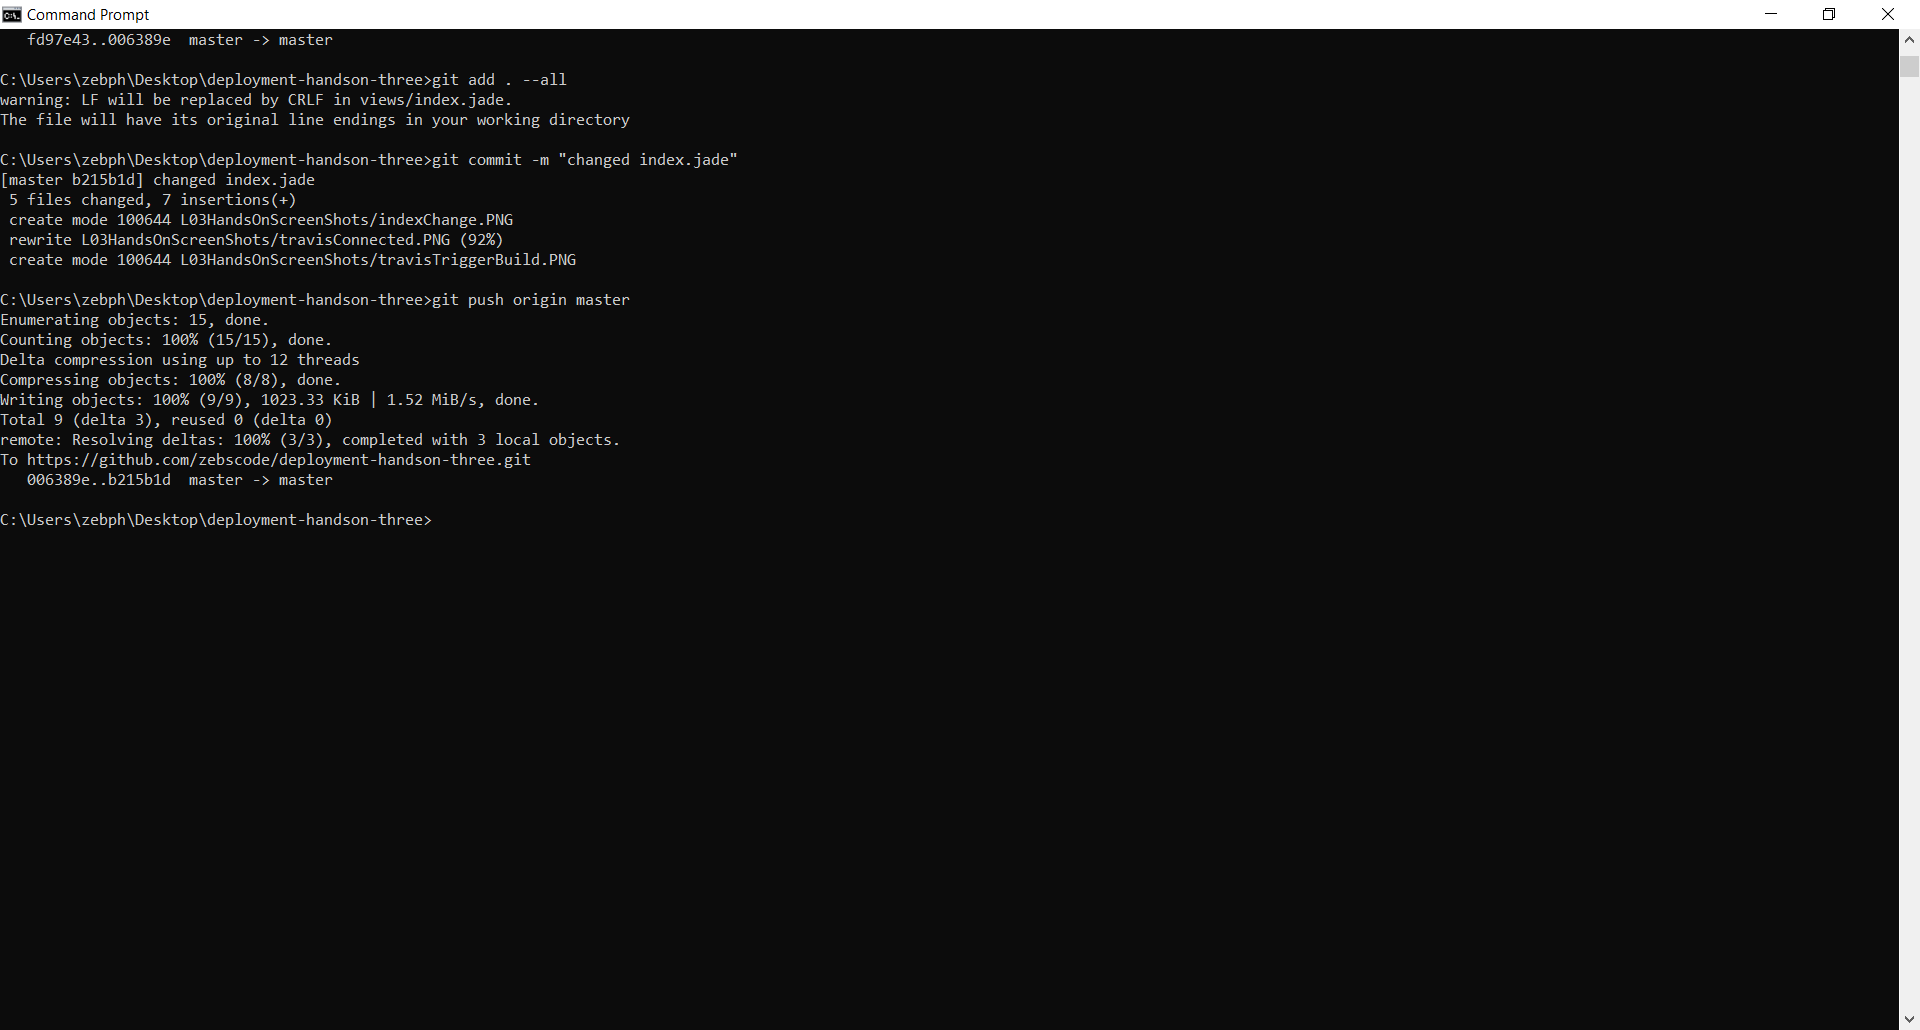 Command Prompt
fd97e43..006389e  master -> master
C:\Users\zebph\Desktop\deployment-handson-three>git add . --all
warning: LF will be replaced by CRLF in views/index.jade.
The file will have its original line endings in your working directory
C:\Users\zebph\Desktop\deployment-handson-three>git commit -m "changed index.jade"
[master b215b1d] changed index.jade
 5 files changed, 7 insertions(+)
 create mode 100644 L03HandsOnScreenShots/indexChange.PNG
 rewrite L03HandsOnScreenShots/travisConnected.PNG (92%)
 create mode 100644 L03HandsOnScreenShots/travisTriggerBuild.PNG
C:\Users\zebph\Desktop\deployment-handson-three>git push origin master
Enumerating objects: 15, done.
Counting objects: 100% (15/15), done.
Delta compression using up to 12 threads
Compressing objects: 100% (8/8), done.
Writing objects: 100% (9/9), 1023.33 KiB | 1.52 MiB/s, done.
Total 9 (delta 3), reused 0 (delta 0)
remote: Resolving deltas: 100% (3/3), completed with 3 local objects.
To https://github.com/zebscode/deployment-handson-three.git
   006389e..b215b1d  master -> master
C:\Users\zebph\Desktop\deployment-handson-three>